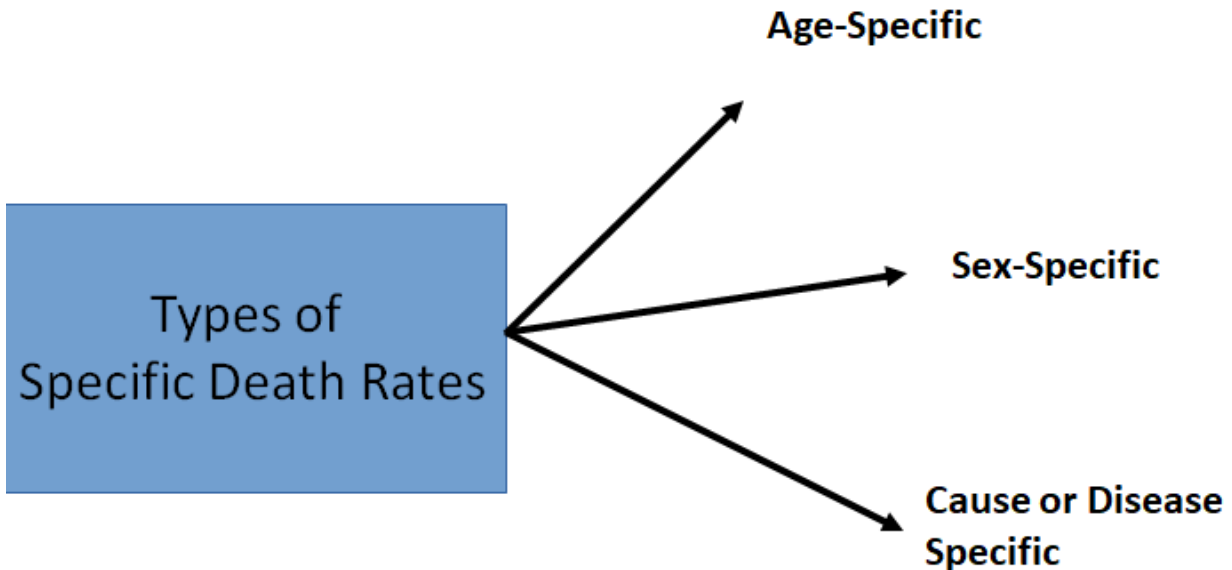 Age-Specific
Sex-Specific
Types of
Specific Death Rates
Cause or Disease
Specific